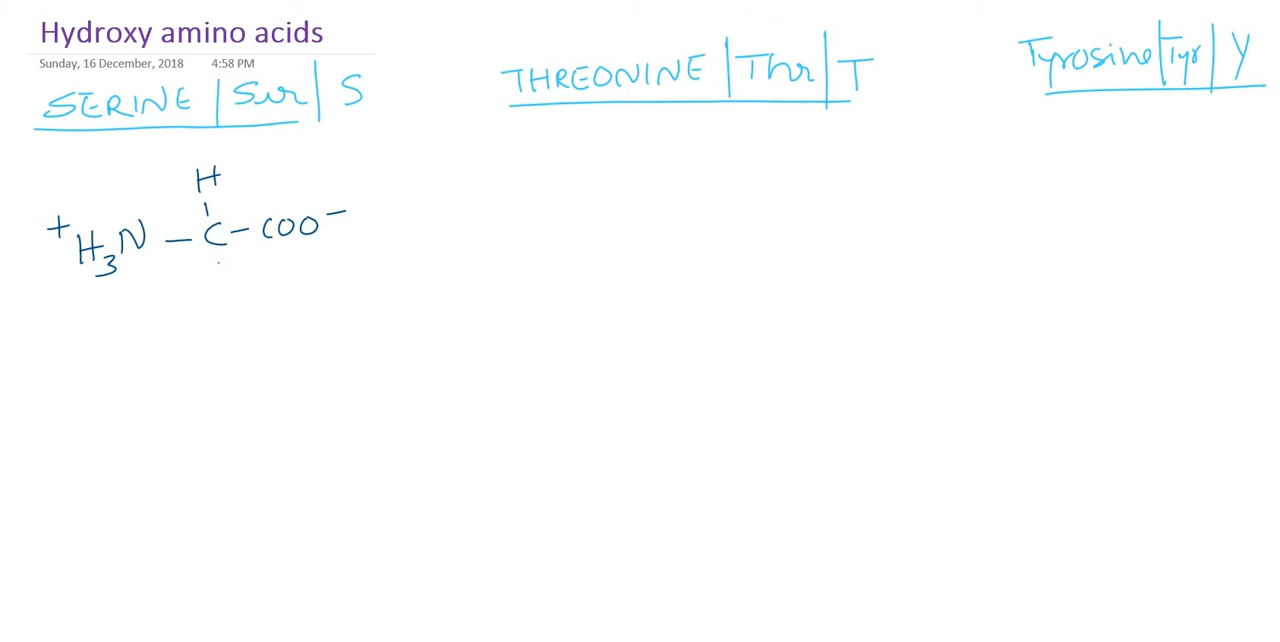 Hydroxy amino acids
Sunday, 16 December, 2018 4:58 PM
SERINE | Ser | S
THREONINE | Thr | T
Tyrosine | Tyr | Y
H
+H3N – C – COO–